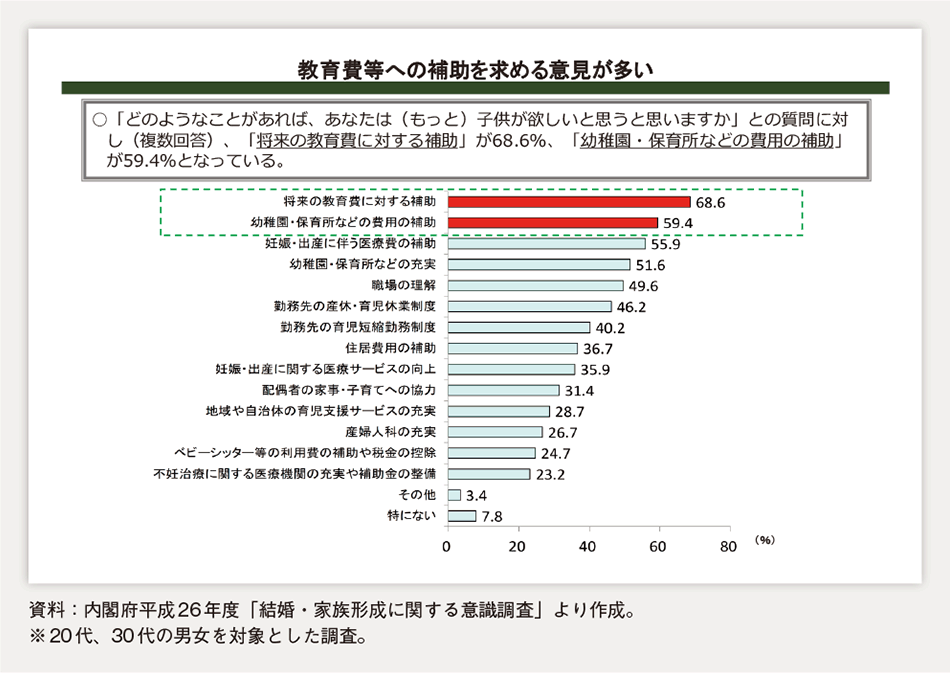 教育費等への補助を求める意見が多い
○「どのようなことがあれば、あなたは（もっと）子供が欲しいと思うと思いますか」との質問に対
し（複数回答）、「将来の教育費に対する補助」が68.6%、「幼稚園・保育所などの費用の補助」
が59.4%となっている。
将来の教育費に対する補助 68.6
幼稚園・保育所などの費用の補助 59.4
妊娠・出産に伴う医療費の補助 55.9
幼稚園・保育所などの充実 51.6
職場の理解 49.6
勤務先の産休・育児休業制度 46.2
勤務先の育児短縮勤務制度 40.2
住居費用の補助 36.7
妊娠・出産に関する医療サービスの向上 35.9
配偶者の家事・子育てへの協力 31.4
地域や自治体の育児支援サービスの充実 28.7
産婦人科の充実 26.7
ベビーシッター等の利用費の補助や税金の控除 24.7
不妊治療に関する医療機関の充実や補助金の整備 23.2
その他 3.4
特にない 7.8
0 20 40 60 80 （%）
資料：内閣府平成26年度「結婚・家族形成に関する意識調査」より作成。
※20代、30代の男女を対象とした調査。